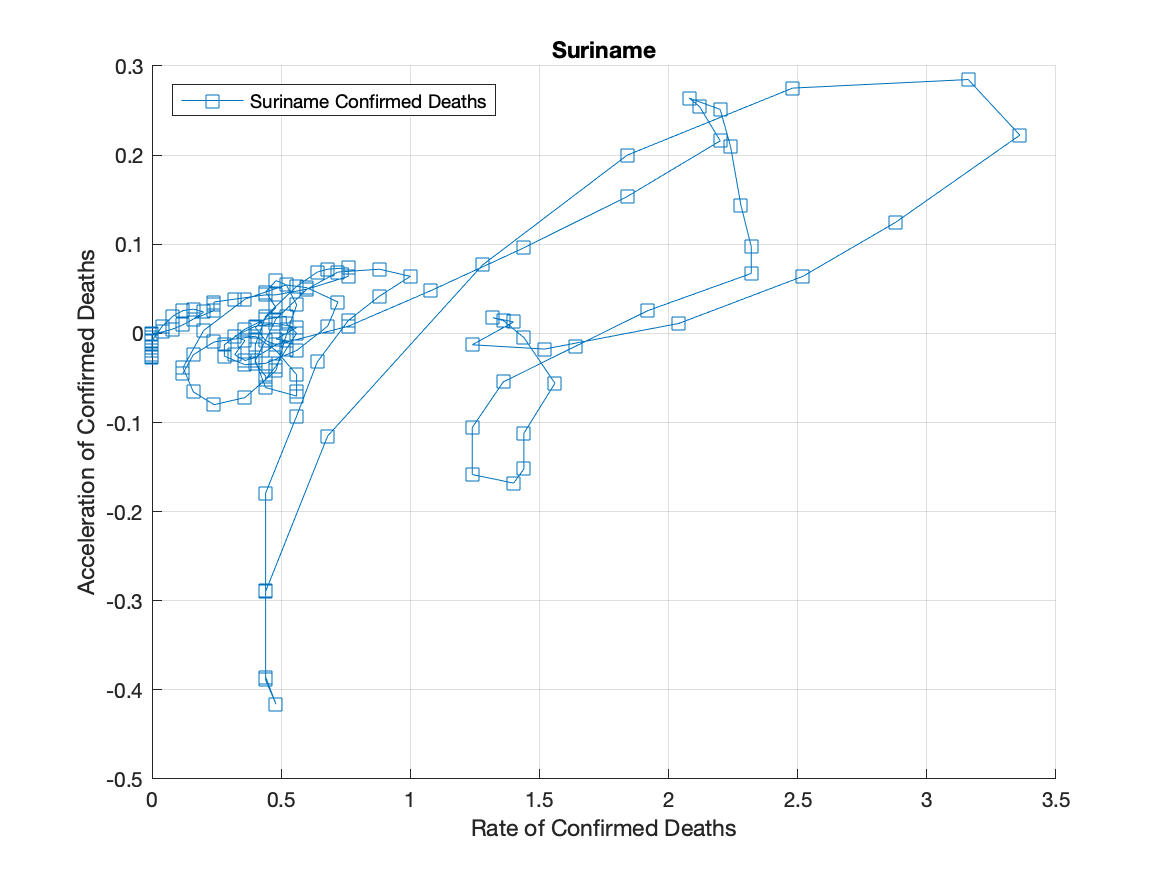 Suriname
Suriname Confirmed Deaths
0.3
0.2
0.1
0
-0.1
-0.2
-0.3
-0.4
-0.5
Acceleration of Confirmed Deaths
0 0.5 1 1.5 2 2.5 3 3.5
Rate of Confirmed Deaths